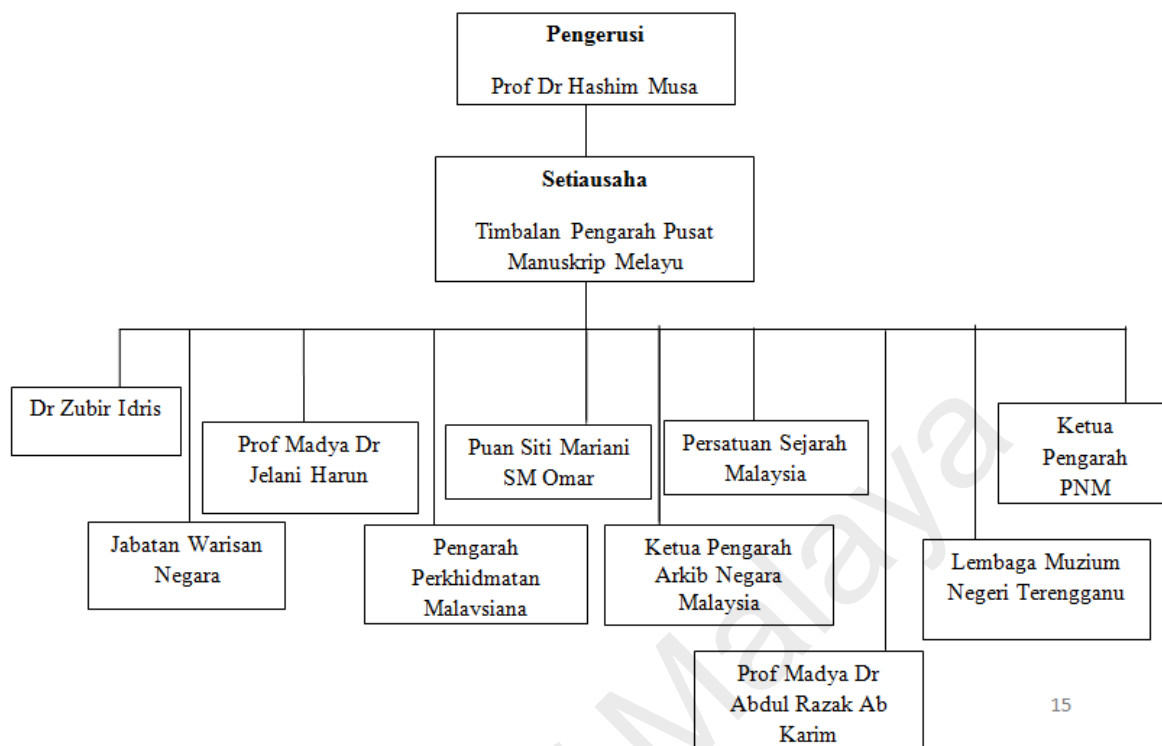 Pengerusi
Prof Dr Hashim Musa
Setiausaha
Timbalan Pengarah Pusat
Manuskrip Melayu
Dr Zubir Idris
Prof Madya Dr
Jelani Harun
Puan Siti Mariani
SM Omar
Persatuan Sejarah
Malaysia
Ketua
Pengarah
PNM
Jabatan Warisan
Negara
Pengarah
Perkhidmatan
Malaysiana
Ketua Pengarah
Arkib Negara
Malaysia
Lembaga Muzium
Negeri Terengganu
Prof Madya Dr
Abdul Razak Ab
Karim
15
Malaya